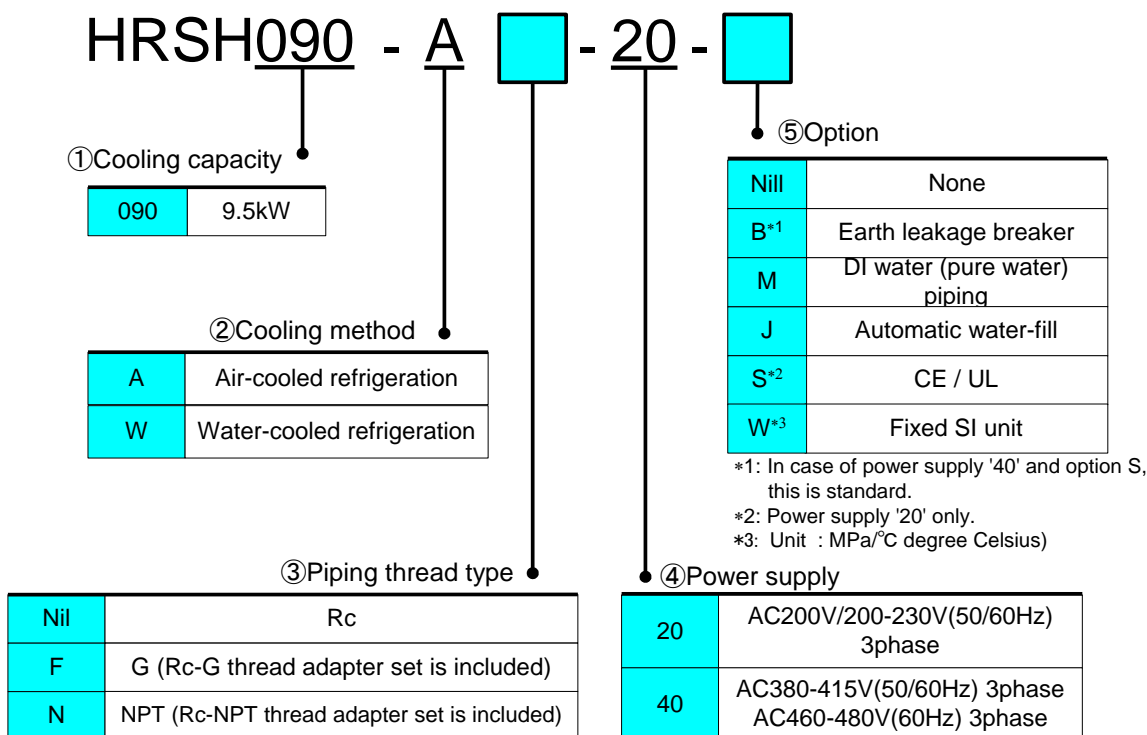 HRSH090 - A - 20 -
①Cooling capacity
090 9.5kW
②Cooling method
A Air-cooled refrigeration
W Water-cooled refrigeration
③Piping thread type
Nil Rc
F G (Rc-G thread adapter set is included)
N NPT (Rc-NPT thread adapter set is included)
④Power supply
20 AC200V/200-230V(50/60Hz)
3phase
40 AC380-415V(50/60Hz) 3phase
AC460-480V(60Hz) 3phase
⑤Option
Nill None
B*1 Earth leakage breaker
M DI water (pure water)
piping
J Automatic water-fill
S*2 CE / UL
W*3 Fixed SI unit
*1: In case of power supply '40' and option S,
this is standard.
*2: Power supply '20' only.
*3: Unit : MPa/℃ degree Celsius)